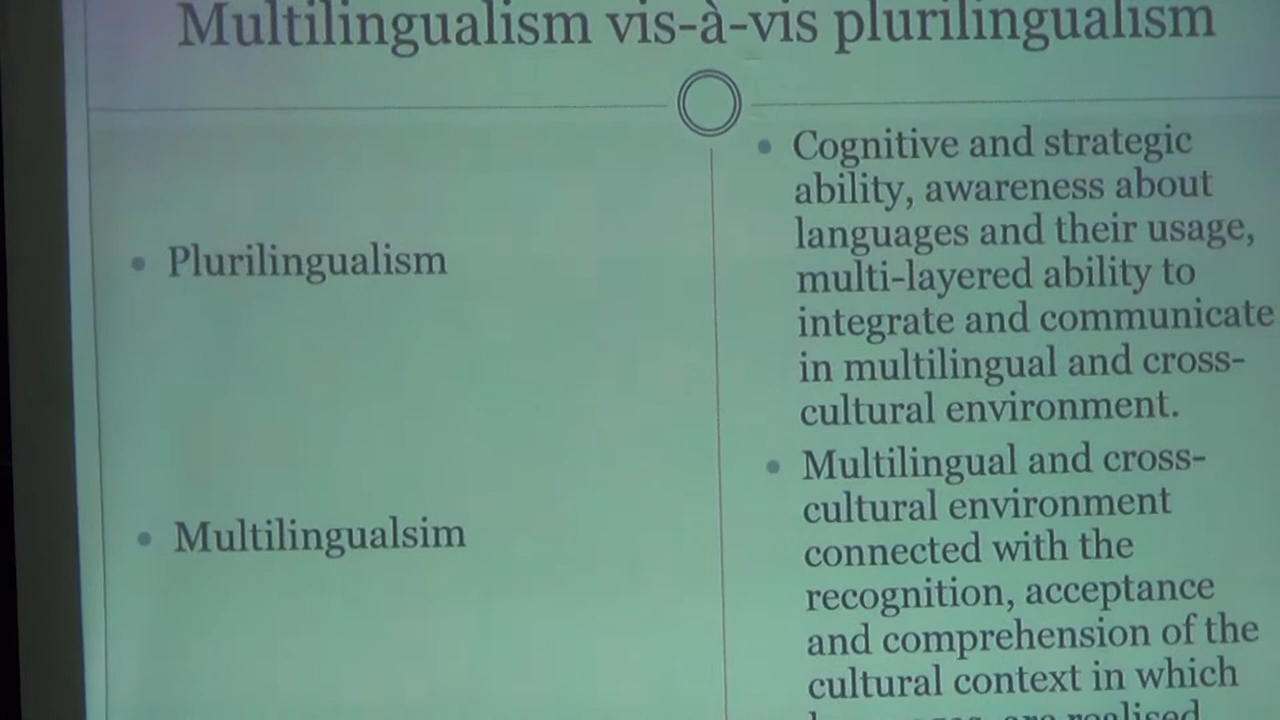 Multilingualism vis-à-vis plurilingualism
• Plurilingualism
• Cognitive and strategic
ability, awareness about
languages and their usage,
multi-layered ability to
integrate and communicate
in multilingual and cross-
cultural environment.
• Multilingualsim
• Multilingual and cross-
cultural environment
connected with the
recognition, acceptance
and comprehension of the
cultural context in which
are realised